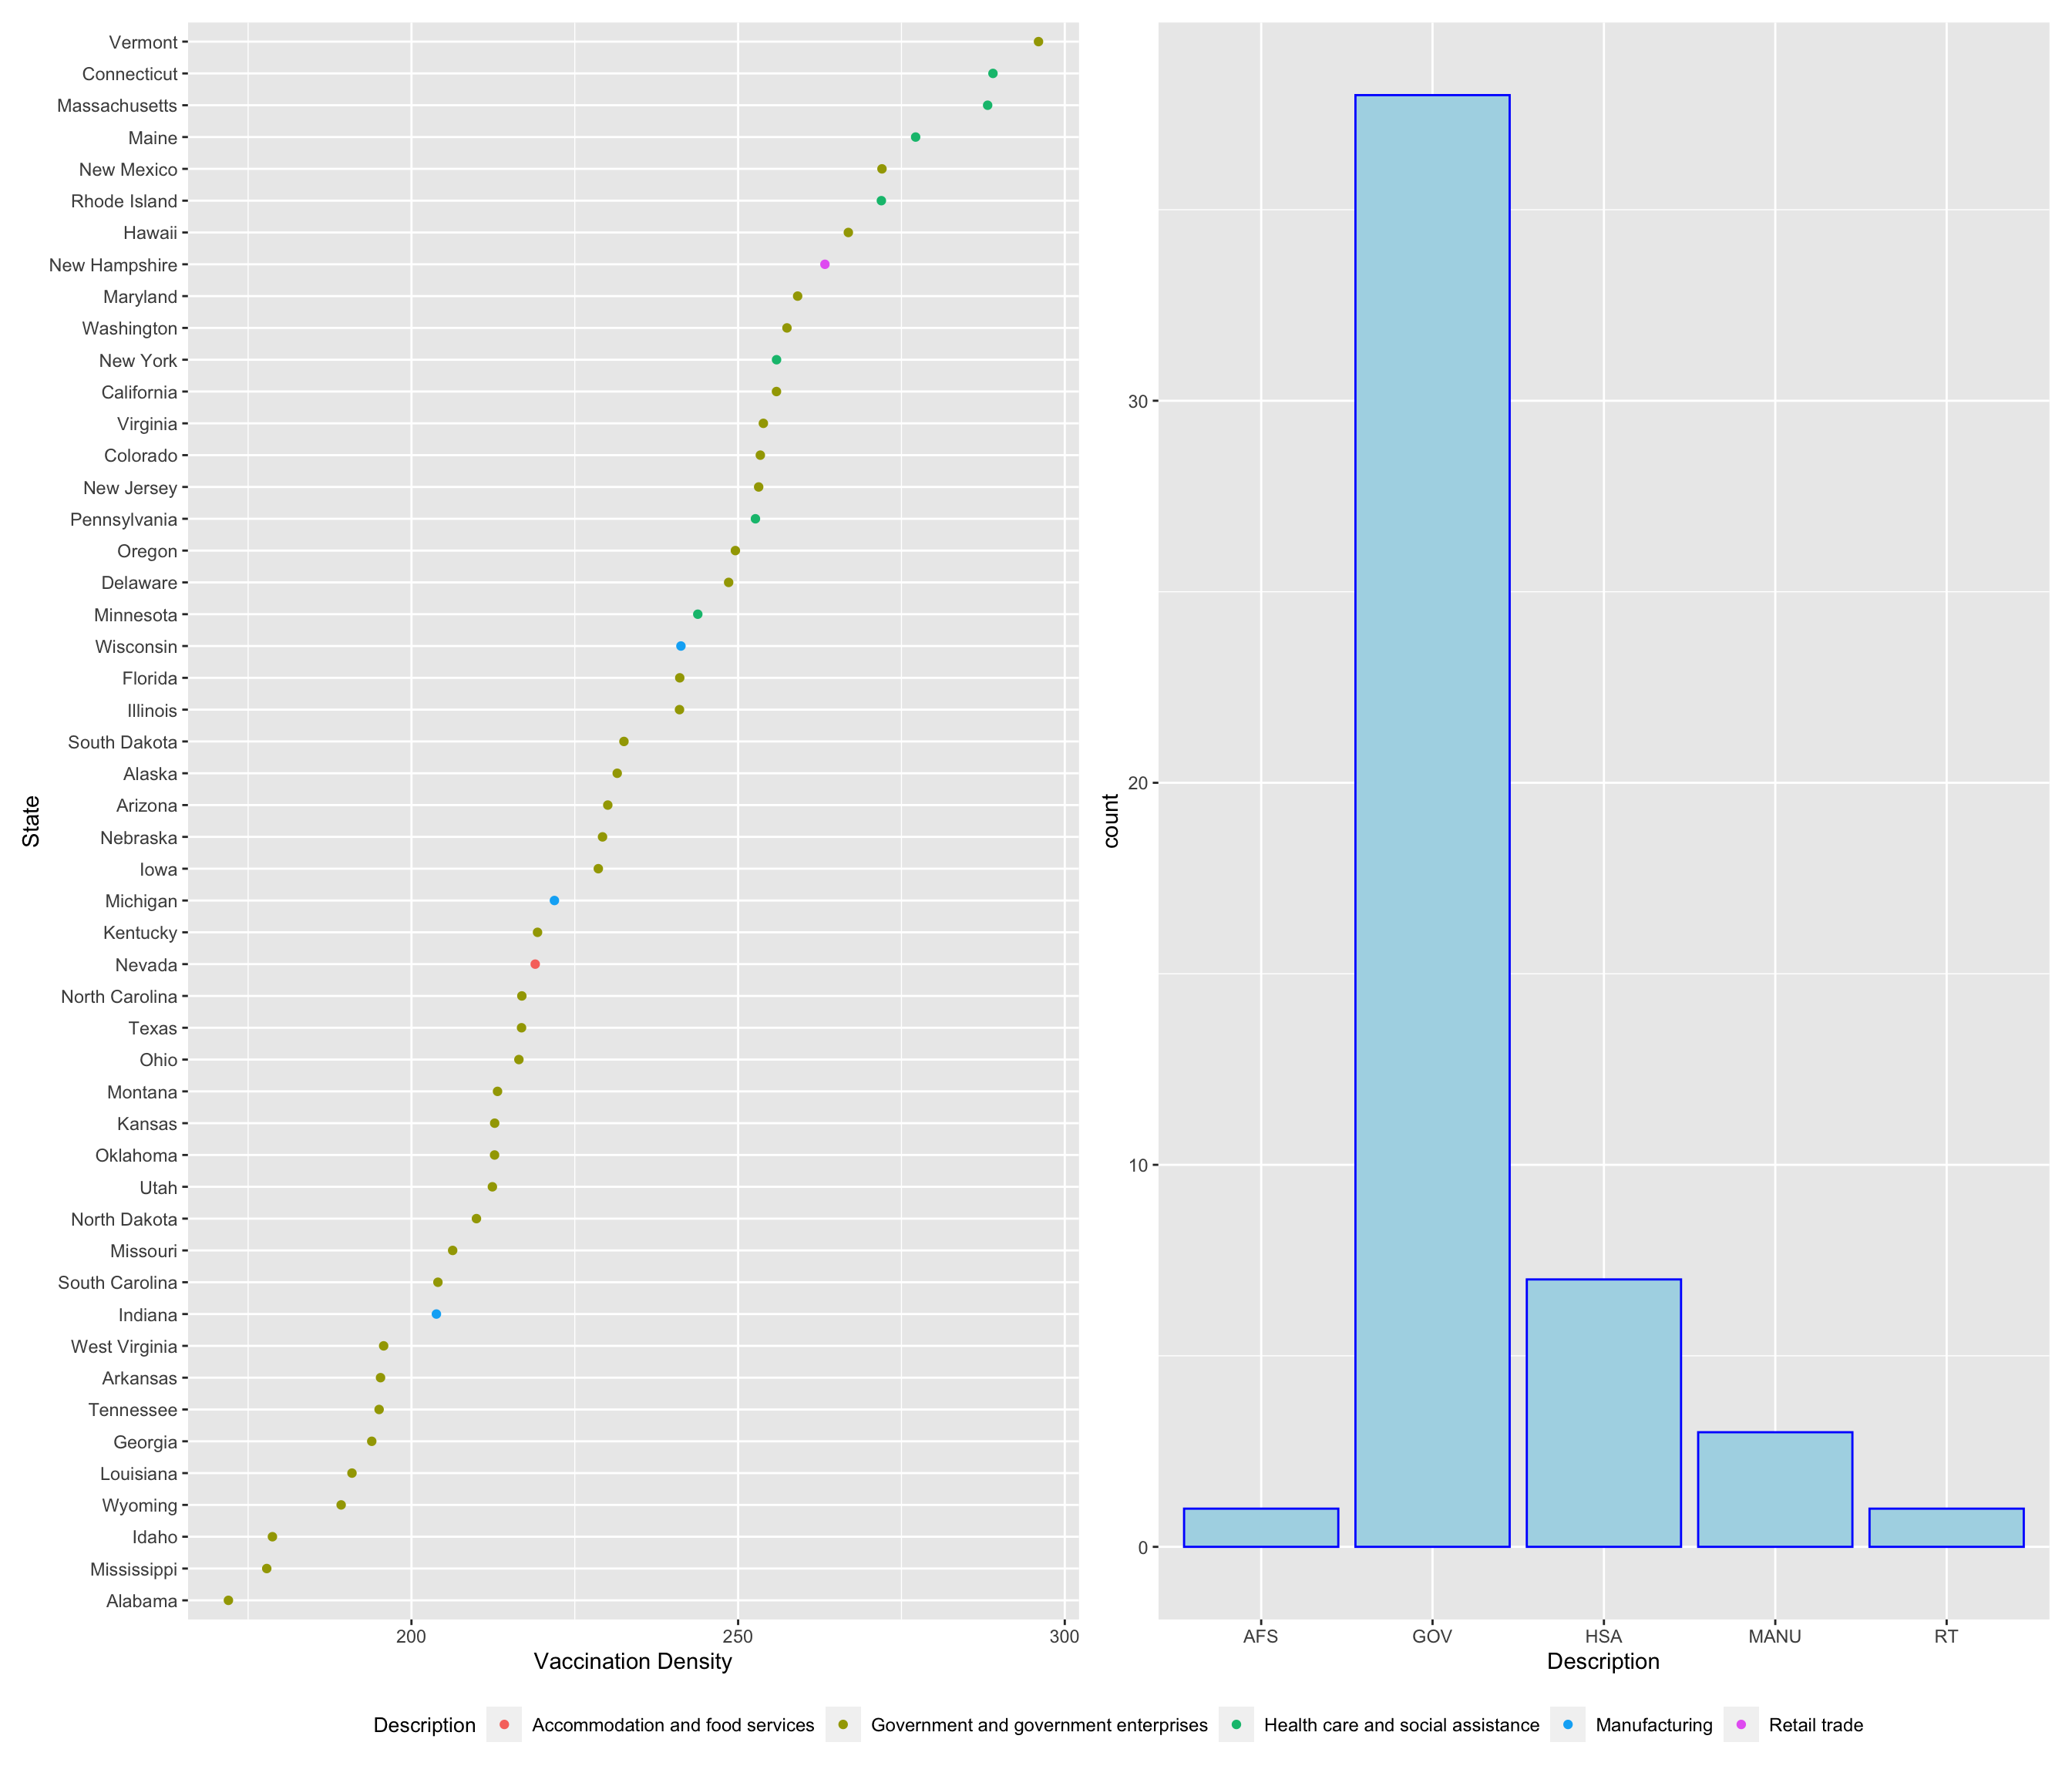 State
Vermont
Connecticut
Massachusetts
Maine
New Mexico
Rhode Island
Hawaii
New Hampshire
Maryland
Washington
New York
California
Virginia
Colorado
New Jersey
Pennsylvania
Oregon
Delaware
Minnesota
Wisconsin
Florida
Illinois
South Dakota
Alaska
Arizona
Nebraska
Iowa
Michigan
Kentucky
Nevada
North Carolina
Texas
Ohio
Montana
Kansas
Oklahoma
Utah
North Dakota
Missouri
South Carolina
Indiana
West Virginia
Arkansas
Tennessee
Georgia
Louisiana
Wyoming
Idaho
Mississippi
Alabama
200 250 300
Vaccination Density
count
30
20
10
0
AFS GOV HSA MANU RT
Description
Description Accommodation and food services Government and government enterprises Health care and social assistance Manufacturing Retail trade